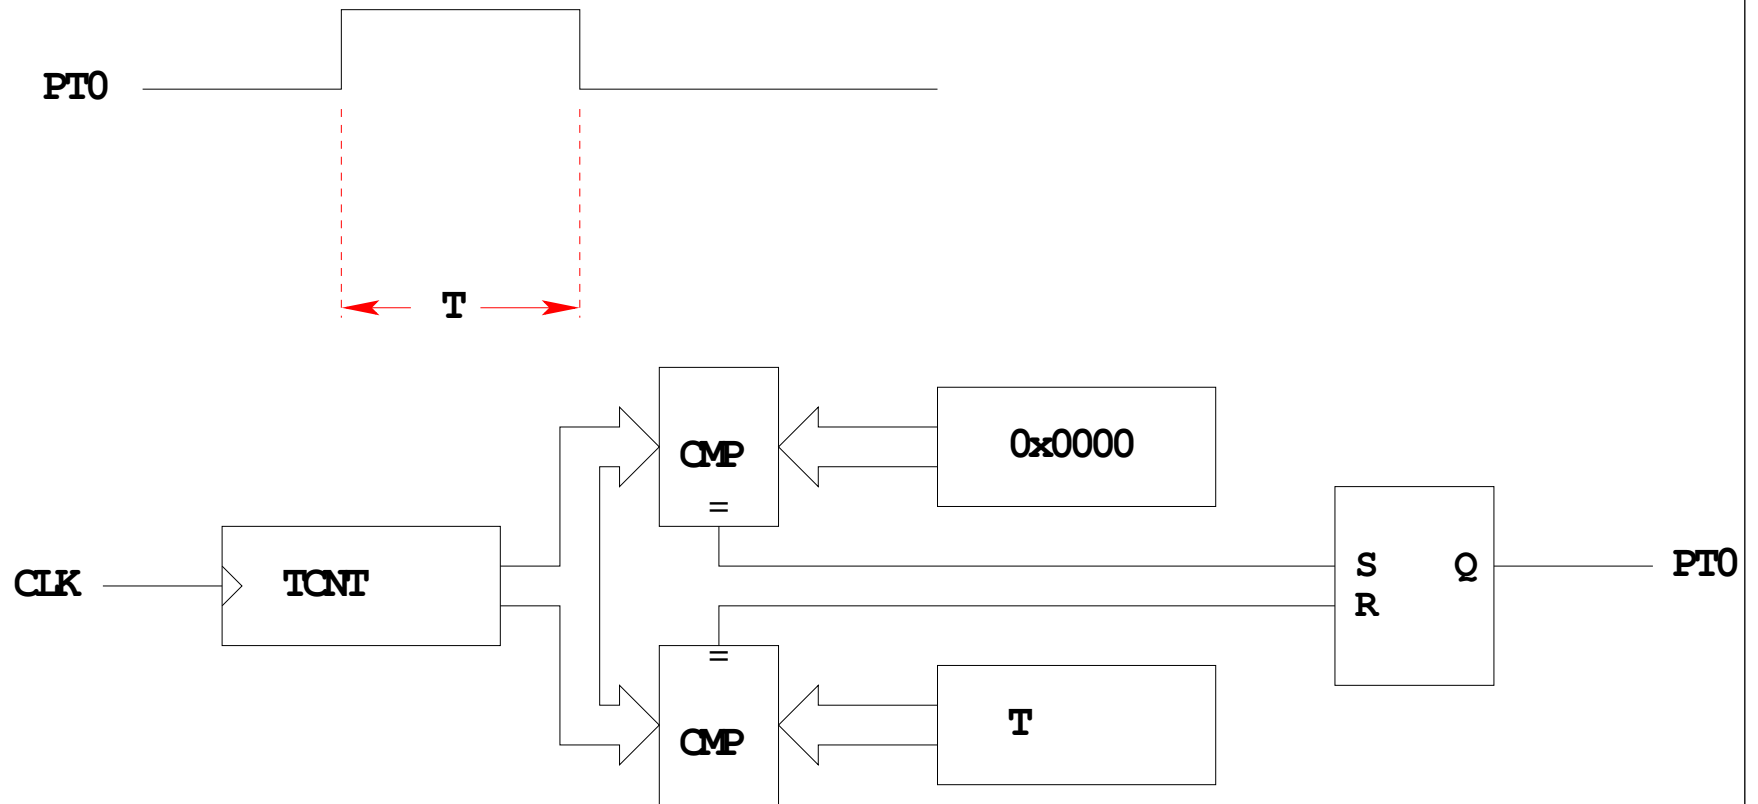 PT0
T
CMP
=
0x0000
CLK
TCNT
S
Q
PT0
R
=
CMP
T